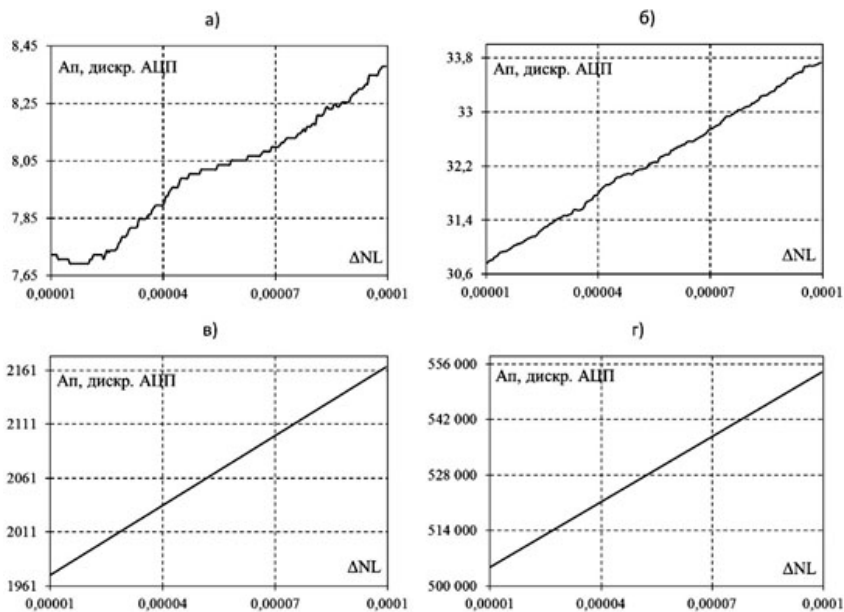 а)
8,45
Ап, дискр. АЦП
8,25
8,05
7,85
ΔNL
7,65
0,00001 0,00004 0,00007 0,0001
б)
33,8
Ап, дискр. АЦП
33
32,2
31,4
ΔNL
30,6
0,00001 0,00004 0,00007 0,0001
в)
2161
Ап, дискр. АЦП
2111
2061
2011
ΔNL
1961
0,00001 0,00004 0,00007 0,0001
г)
556 000
Ап, дискр. АЦП
542 000
528 000
514 000
ΔNL
500 000
0,00001 0,00004 0,00007 0,0001